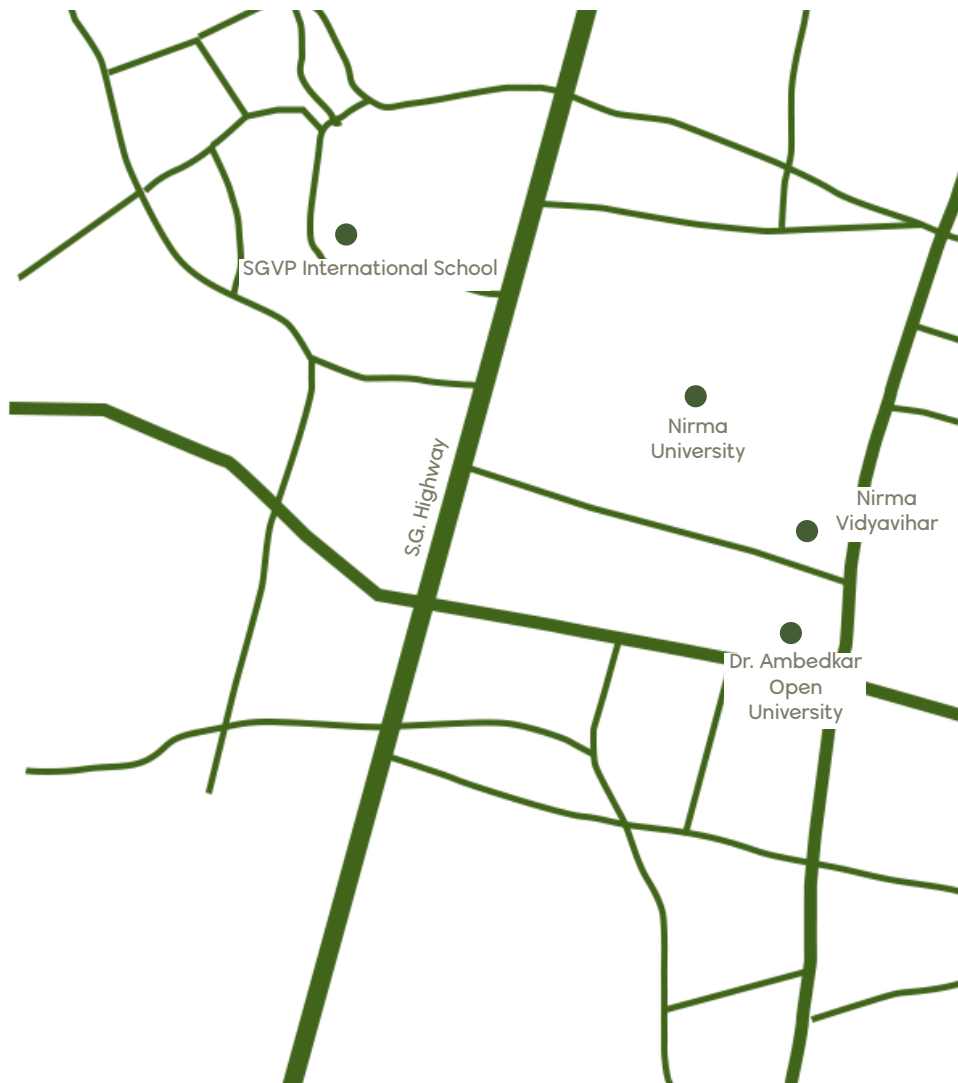 SGVP International School
Nirma
University
S.G. Highway
Nirma
Vidyavihar
Dr. Ambedkar
Open
University